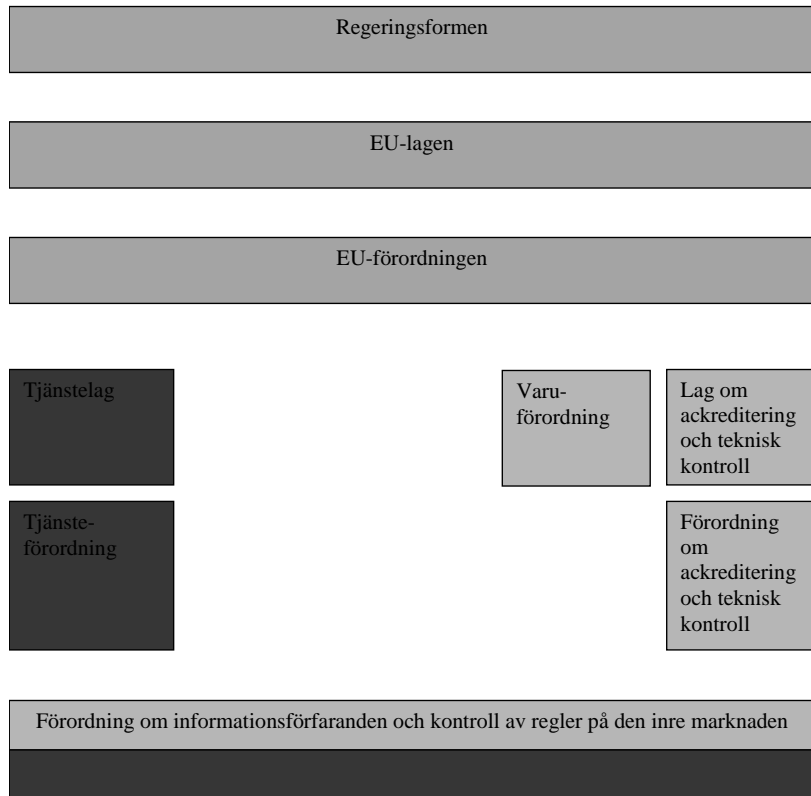 Regeringsformen
EU-lagen
EU-förordningen
Tjänstelag
Varu-
förordning
Lag om
ackreditering
och teknisk
kontroll
Tjänste-
förordning
Förordning
om
ackreditering
och teknisk
kontroll
Förordning om informationsförfaranden och kontroll av regler på den inre marknaden